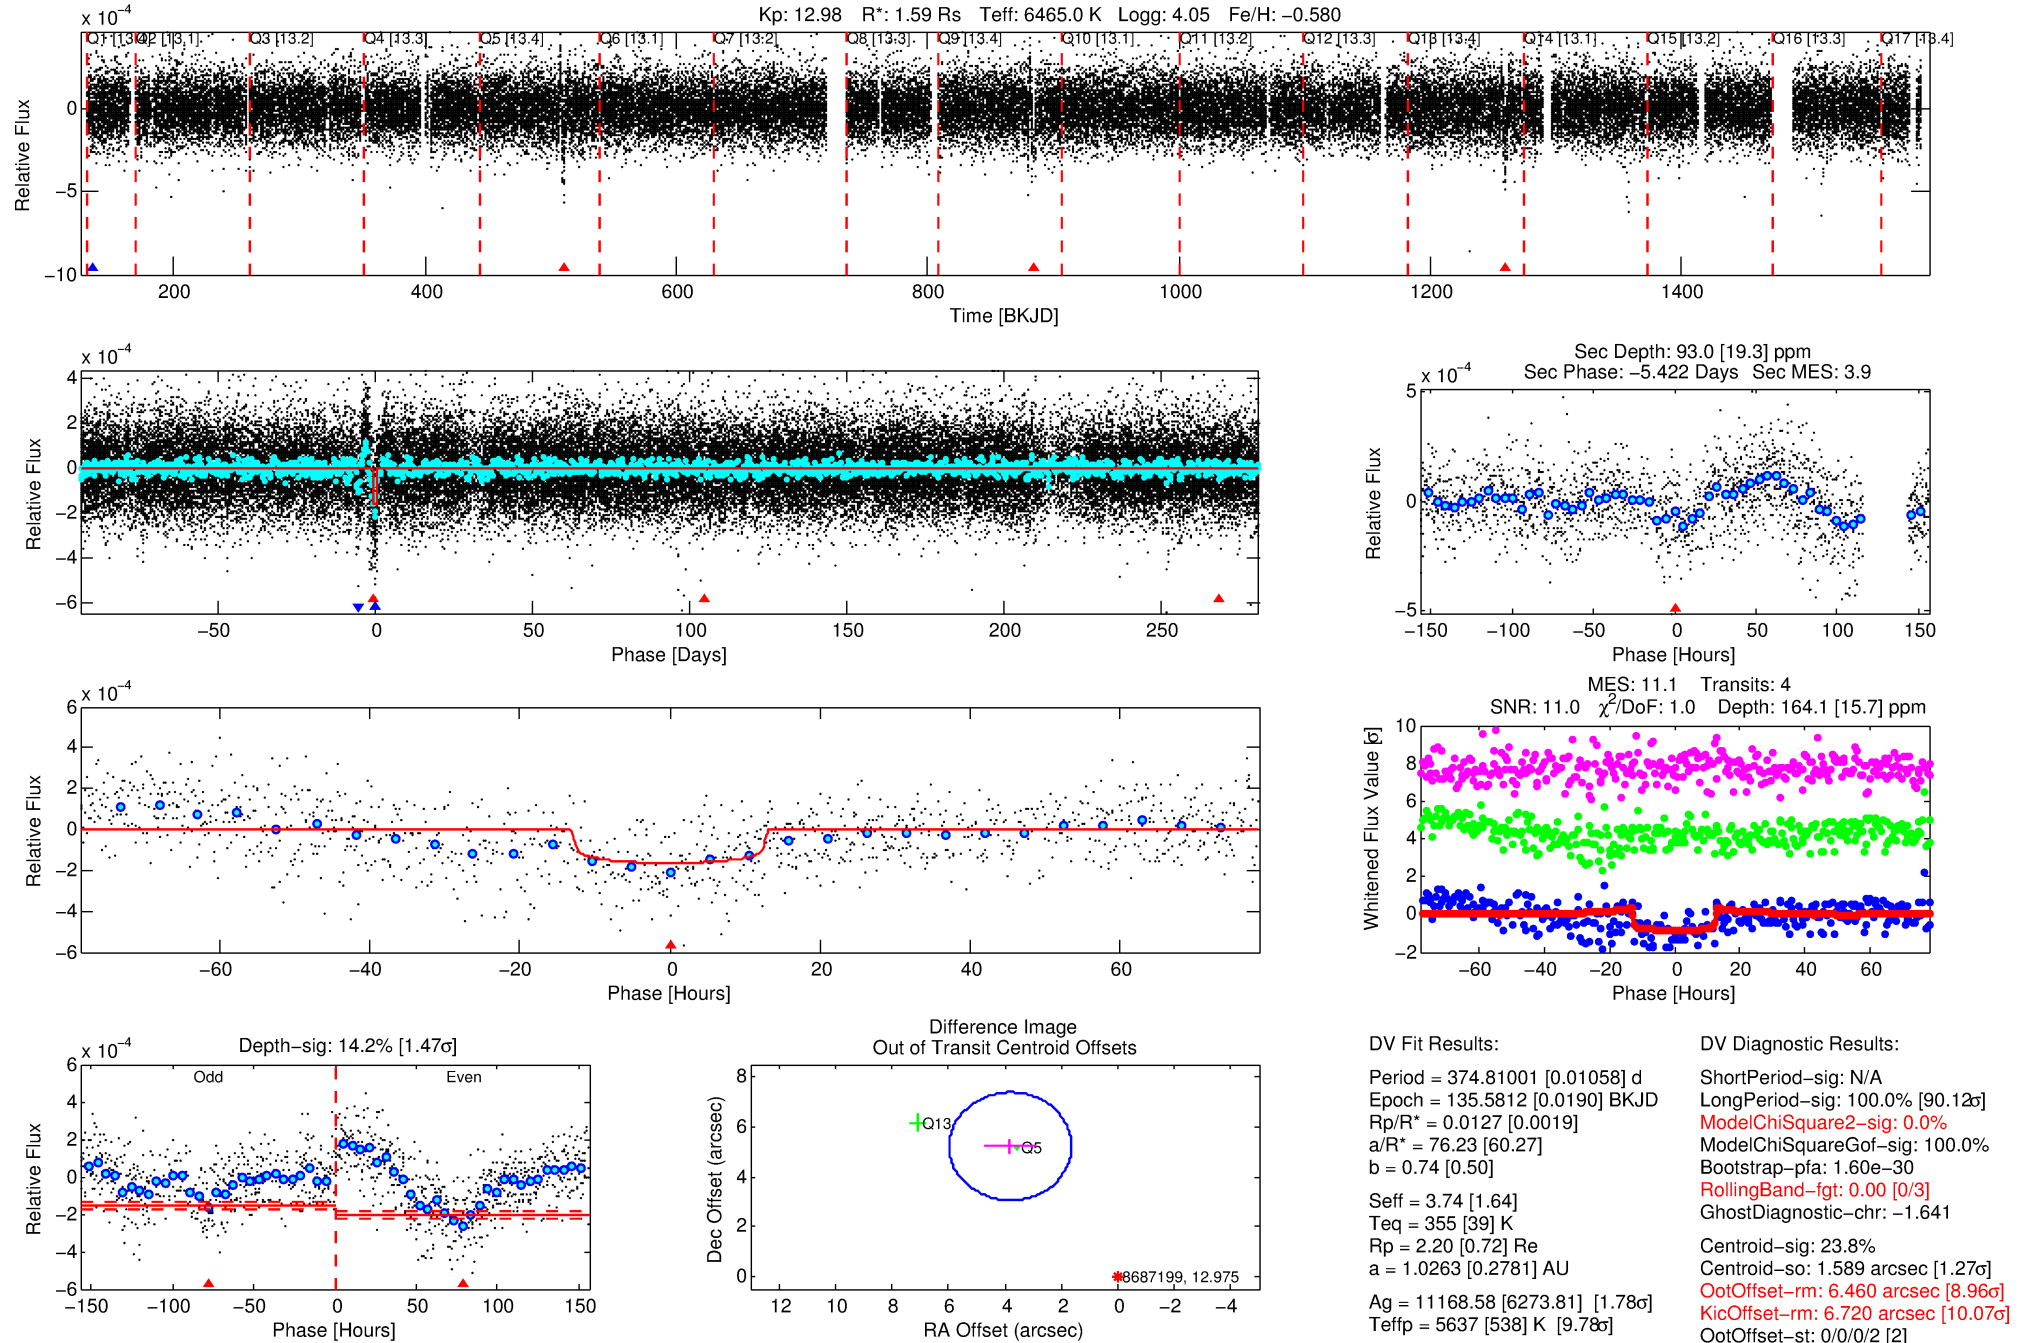 Kp: 12.98 R*: 1.59 Rs Teff: 6465.0 K Logg: 4.05 Fe/H: −0.580
x 10−4
Q3 [13.2] Q4 [13.3] Q5 [13.4] Q6 [13.1] Q7 [13.2] Q8 [13.3] Q9 [13.4] Q10 [13.1] Q11 [13.2] Q12 [13.3] Q13 [13.4] Q14 [13.1] Q15 [13.2] Q16 [13.3] Q17 [13.4]
Relative Flux
0
−5
−10
200 400 600 800 1000 1200 1400
Time [BKJD]
x 10−4
4
2
0
−2
−4
−6
Relative Flux
−50 0 50 100 150 200 250
Phase [Days]
Sec Depth: 93.0 [19.3] ppm
Sec Phase: −5.422 Days Sec MES: 3.9
x 10−4
5
0
−5
Relative Flux
−150 −100 −50 0 50 100 150
Phase [Hours]
x 10−4
6
4
2
0
−2
−4
−6
Relative Flux
−60 −40 −20 0 20 40 60
Phase [Hours]
MES: 11.1 Transits: 4
SNR: 11.0 χ2/DoF: 1.0 Depth: 164.1 [15.7] ppm
10
8
6
4
2
0
−2
Whitened Flux Value [σ]
−60 −40 −20 0 20 40 60
Phase [Hours]
Depth−sig: 14.2% [1.47σ]
x 10−4
Odd Even
6
4
2
0
−2
−4
−6
Relative Flux
−150 −100 −50 0 50 100 150
Phase [Hours]
Difference Image
Out of Transit Centroid Offsets
8
6
4
2
0
Dec Offset (arcsec)
Q13
Q5
8687199, 12.975
12 10 8 6 4 2 0 −2 −4
RA Offset (arcsec)
DV Fit Results:
Period = 374.81001 [0.01058] d
Epoch = 135.5812 [0.0190] BKJD
Rp/R* = 0.0127 [0.0019]
a/R* = 76.23 [60.27]
b = 0.74 [0.50]
Seff = 3.74 [1.64]
Teq = 355 [39] K
Rp = 2.20 [0.72] Re
a = 1.0263 [0.2781] AU
Ag = 11168.58 [6273.81] [1.78σ]
Teffp = 5637 [538] K [9.78σ]
DV Diagnostic Results:
ShortPeriod−sig: N/A
LongPeriod−sig: 100.0% [90.12σ]
ModelChiSquare2−sig: 0.0%
ModelChiSquareGof−sig: 100.0%
Bootstrap−pfa: 1.60e−30
RollingBand−fgt: 0.00 [0/3]
GhostDiagnostic−chr: −1.641
Centroid−sig: 23.8%
Centroid−so: 1.589 arcsec [1.27σ]
OotOffset−rm: 6.460 arcsec [8.96σ]
KicOffset−rm: 6.720 arcsec [10.07σ]
OotOffset−st: 0/0/0/2 [2]